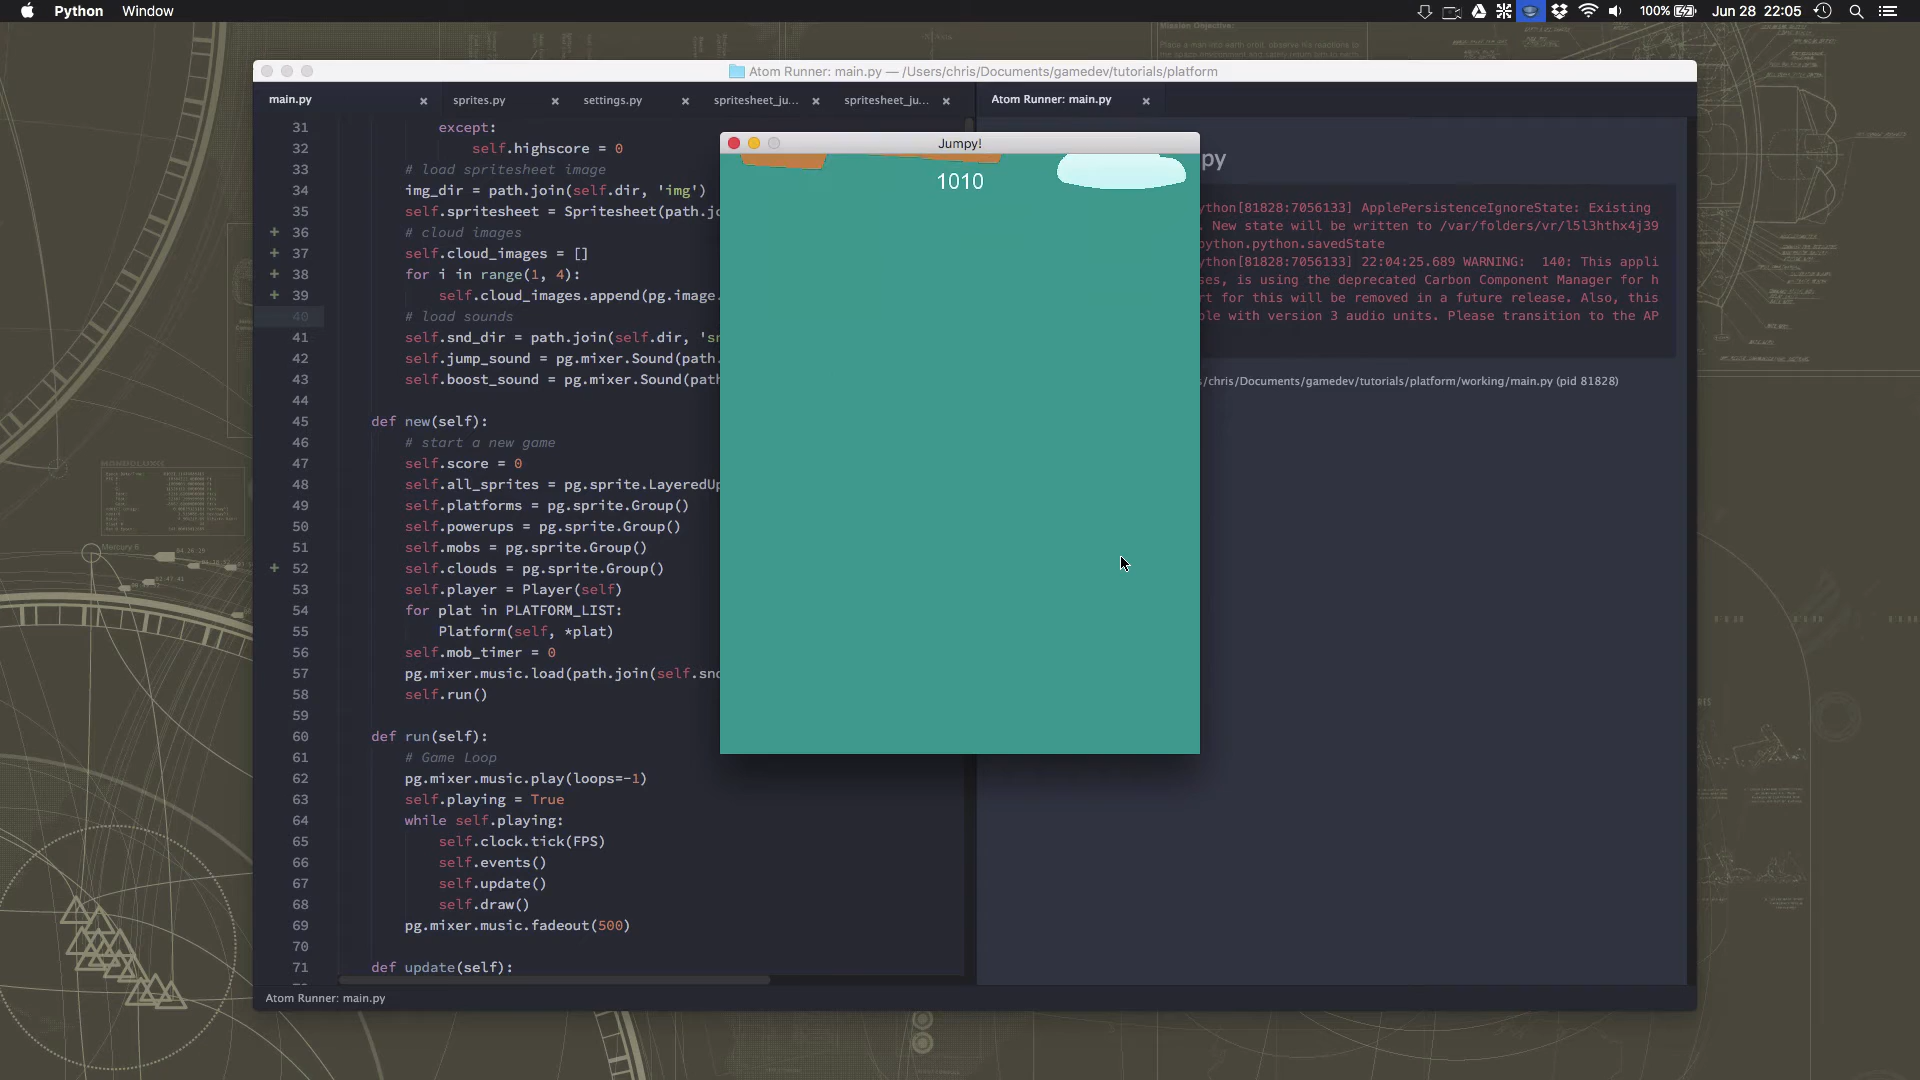 Python Window
100% Jun 28 22:05
Mission Objective:
Atom Runner: main.py — /Users/chris/Documents/gamedev/tutorials/platform
main.py
sprites.py
settings.py
spritesheet_ju...
spritesheet_ju...
Atom Runner: main.py
31 except:
32 self.highscore = 0
33 # load spritesheet image
34 img_dir = path.join(self.dir, 'img')
35 self.spritesheet = Spritesheet(path.jo
+ 36 # cloud images
+ 37 self.cloud_images = []
+ 38 for i in range(1, 4):
+ 39 self.cloud_images.append(pg.image.
40 # load sounds
41 self.snd_dir = path.join(self.dir, 'sn
42 self.jump_sound = pg.mixer.Sound(path.
43 self.boost_sound = pg.mixer.Sound(path
44
45 def new(self):
46 # start a new game
47 self.score = 0
48 self.all_sprites = pg.sprite.LayeredUp
49 self.platforms = pg.sprite.Group()
50 self.powerups = pg.sprite.Group()
51 self.mobs = pg.sprite.Group()
+ 52 self.clouds = pg.sprite.Group()
53 self.player = Player(self)
54 for plat in PLATFORM_LIST:
55 Platform(self, *plat)
56 self.mob_timer = 0
57 pg.mixer.music.load(path.join(self.snd
58 self.run()
59
60 def run(self):
61 # Game Loop
62 pg.mixer.music.play(loops=-1)
63 self.playing = True
64 while self.playing:
65 self.clock.tick(FPS)
66 self.events()
67 self.update()
68 self.draw()
69 pg.mixer.music.fadeout(500)
70
71 def update(self):
Atom Runner: main.py
Jumpy!
1010
py
ython[81828:7056133] ApplePersistenceIgnoreState: Existing
. New state will be written to /var/folders/vr/l5l3hthx4j39
python.python.savedState
ython[81828:7056133] 22:04:25.689 WARNING: 140: This appli
ses, is using the deprecated Carbon Component Manager for h
rt for this will be removed in a future release. Also, this
ble with version 3 audio units. Please transition to the AP
s/chris/Documents/gamedev/tutorials/platform/working/main.py (pid 81828)
Mercury 6